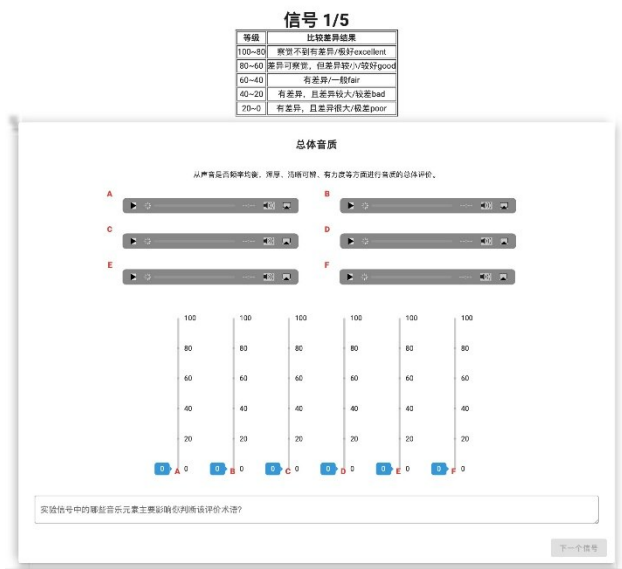 信号 1/5
等级 比较差异结果
100~80 察觉不到有差异/极好excellent
80~60 差异可察觉，但差异较小/较好good
60~40 有差异/一般fair
40~20 有差异，且差异较大/较差bad
20~0 有差异，且差异很大/极差poor
总体音质
从声音是否频率均衡、浑厚、清晰可辨、有力度等方面进行音质的总体评价。
A B
C D
E F
100 100 100 100 100 100
80 80 80 80 80 80
60 60 60 60 60 60
40 40 40 40 40 40
20 20 20 20 20 20
0 A 0 0 B 0 0 C 0 0 D 0 0 E 0 0 F 0
实验信号中的哪些音乐元素主要影响你判断该评价术语?
下一个信号